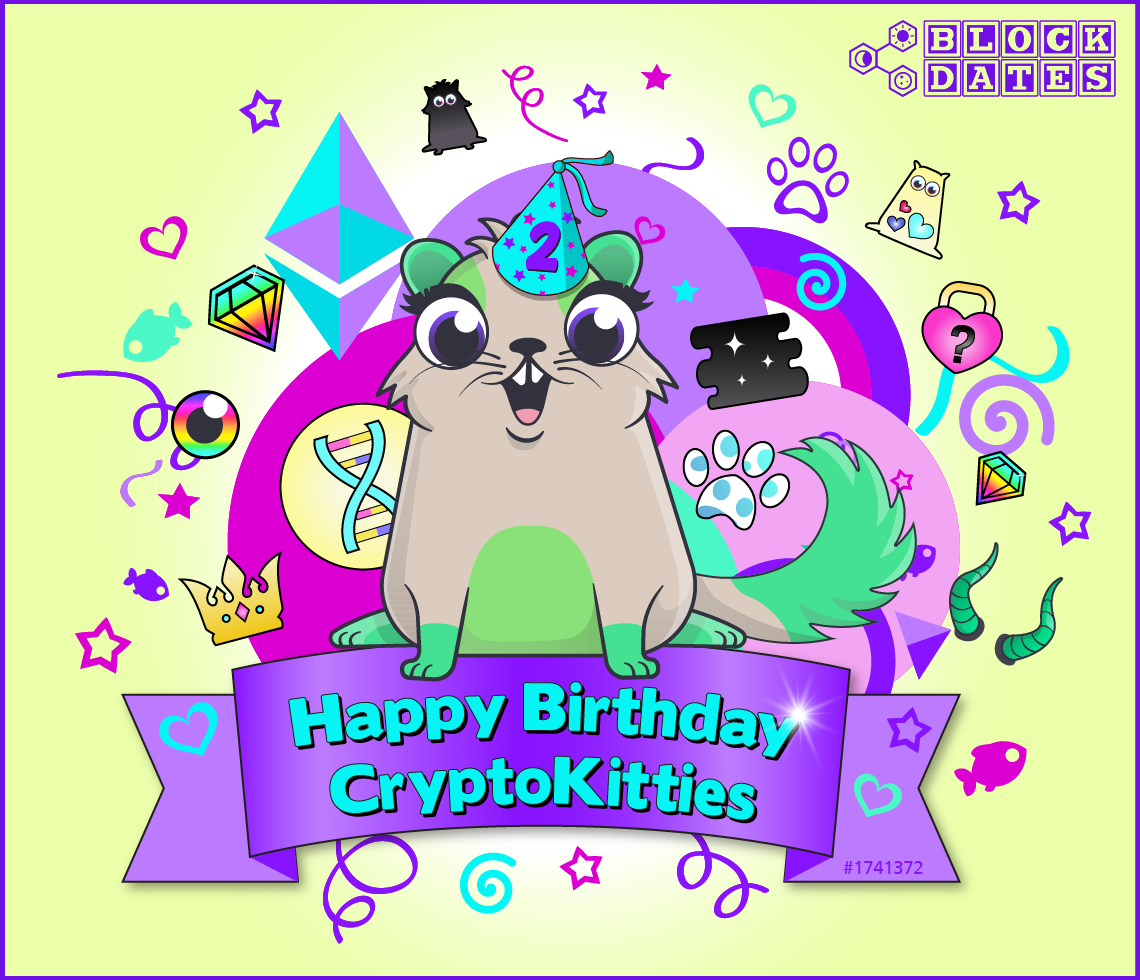 BLOCK
DATES
2
?
Happy Birthday
CryptoKitties
#1741372